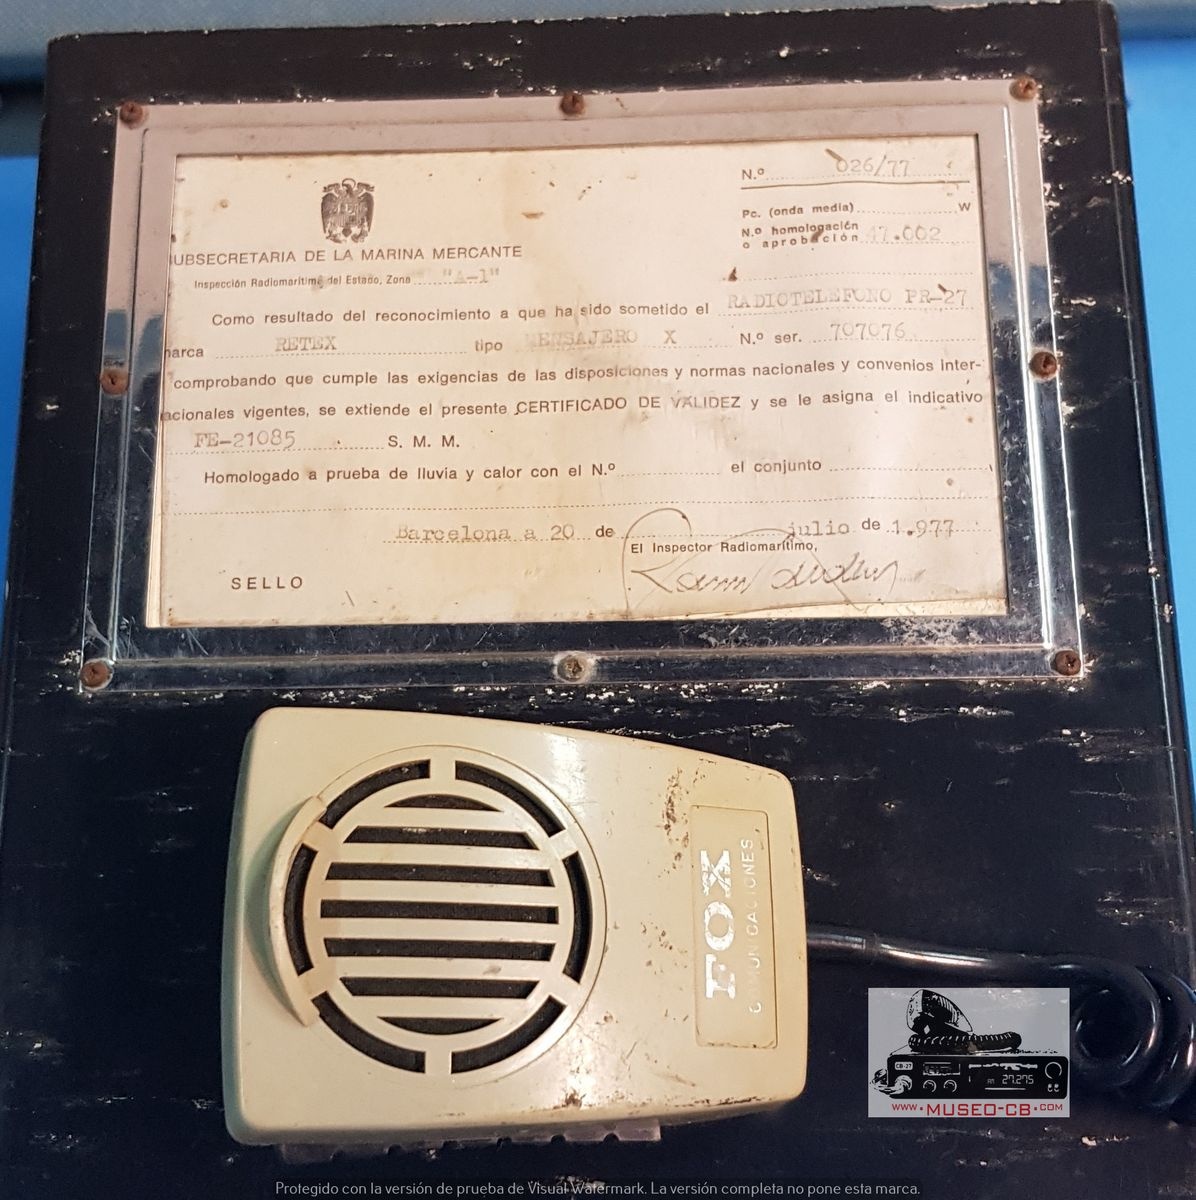 N.º 026/77
Pc. (onda media) W
N.º homologación
o aprobación 47.002
UBSECRETARIA DE LA MARINA MERCANTE
Inspección Radiomarítima del Estado, Zona "A-1"
Como resultado del reconocimiento a que ha sido sometido el RADIOTELEFONO PR-27
marca RETEX tipo MENSAJERO X N.º ser. 707076
comprobando que cumple las exigencias de las disposiciones y normas nacionales y convenios inter-
acionales vigentes, se extiende el presente CERTIFICADO DE VALIDEZ y se le asigna el indicativo
FE-21085 S. M. M.
Homologado a prueba de lluvia y calor con el N.º el conjunto
Barcelona a 20 de julio de 1.977
El Inspector Radiomarítimo,
SELLO
FOX
COMUNICACIONES
CB-27
27.275
WWW.MUSEO-CB.COM
Protegido con la versión de prueba de Visual Watermark. La versión completa no pone esta marca.